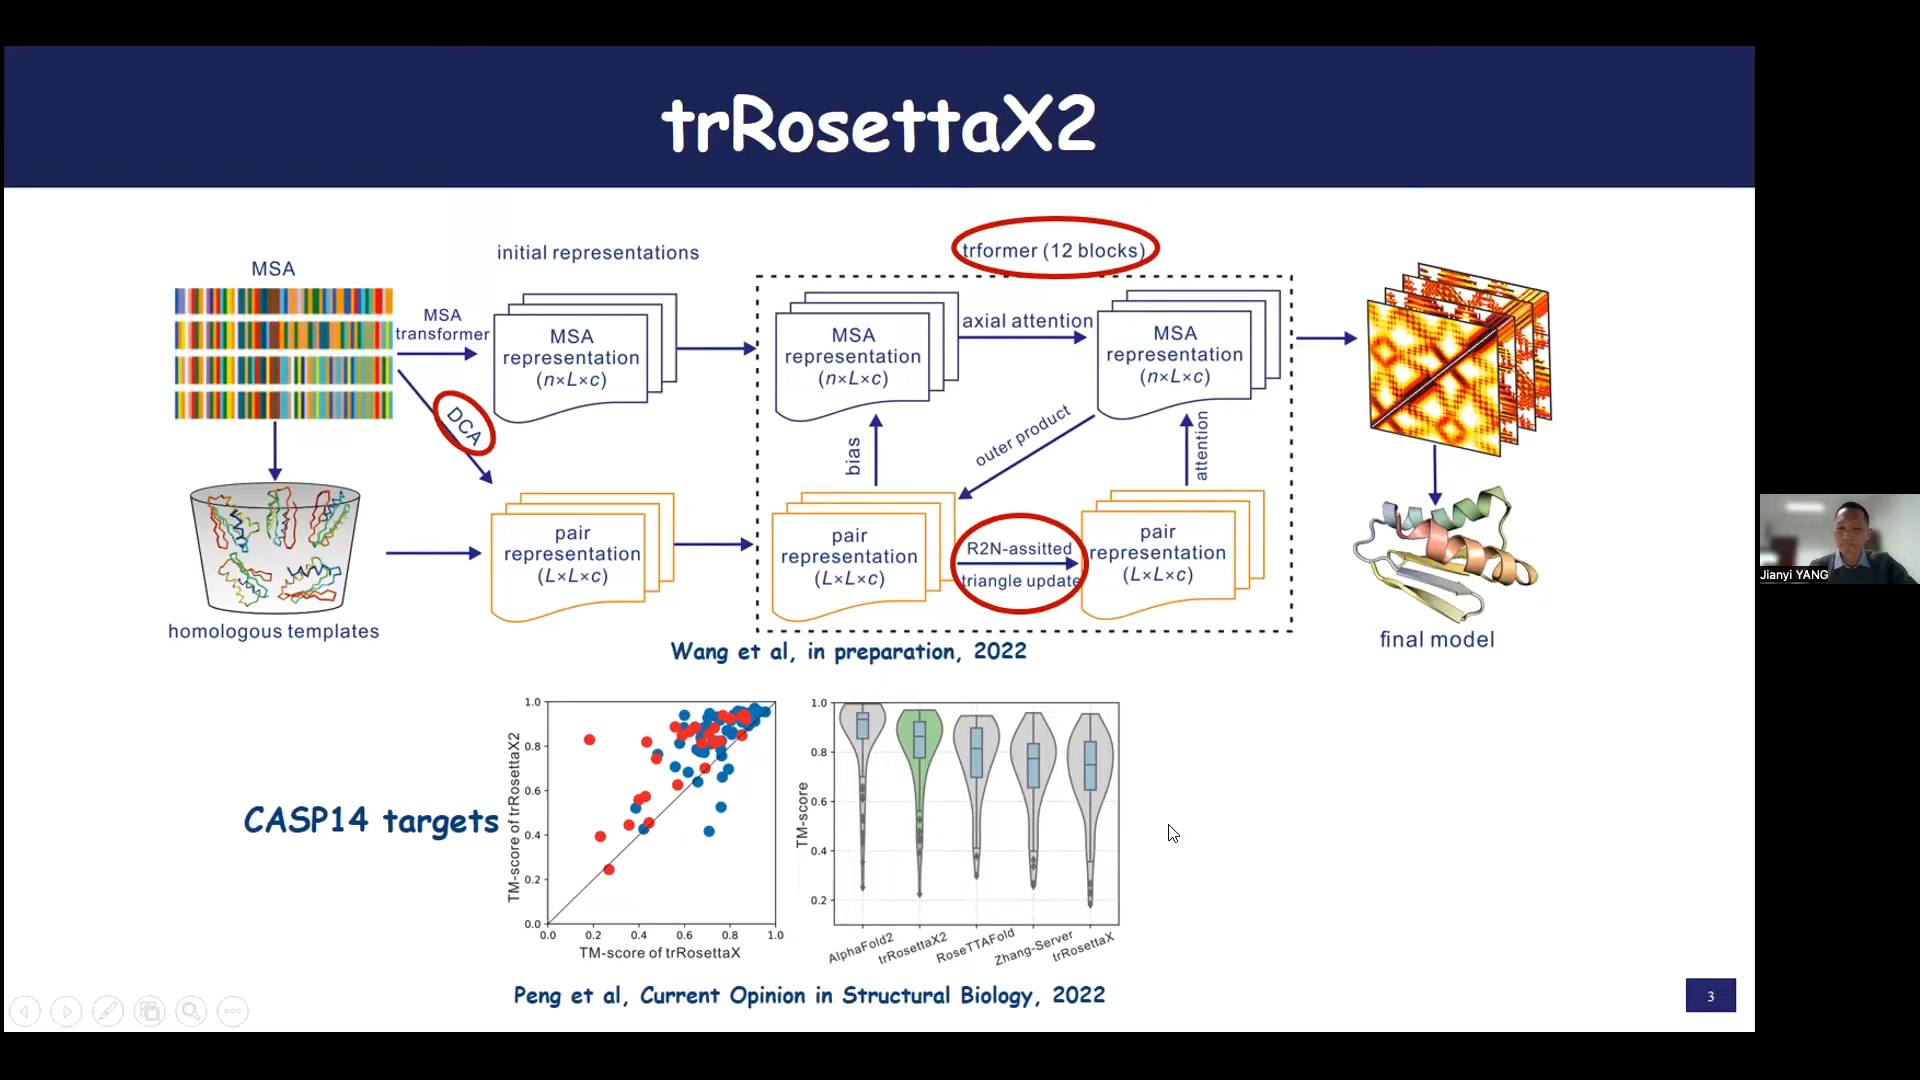 trRosettaX2
trformer (12 blocks)
initial representations
MSA
MSA
transformer
MSA
representation
(n×L×c)
MSA
representation
(n×L×c)
axial attention
MSA
representation
(n×L×c)
DCA
bias
outer product
attention
pair
representation
(L×L×c)
pair
representation
(L×L×c)
R2N-assitted
triangle update
pair
representation
(L×L×c)
homologous templates
final model
Jianyi YANG
Wang et al, in preparation, 2022
CASP14 targets
TM-score of trRosettaX2
1.0
0.8
0.6
0.4
0.2
0.0
0.0 0.2 0.4 0.6 0.8 1.0
TM-score of trRosettaX
TM-score
1.0
0.8
0.6
0.4
0.2
AlphaFold2
trRosettaX2
RoseTTAFold
Zhang-Server
trRosettaX
Peng et al, Current Opinion in Structural Biology, 2022
3